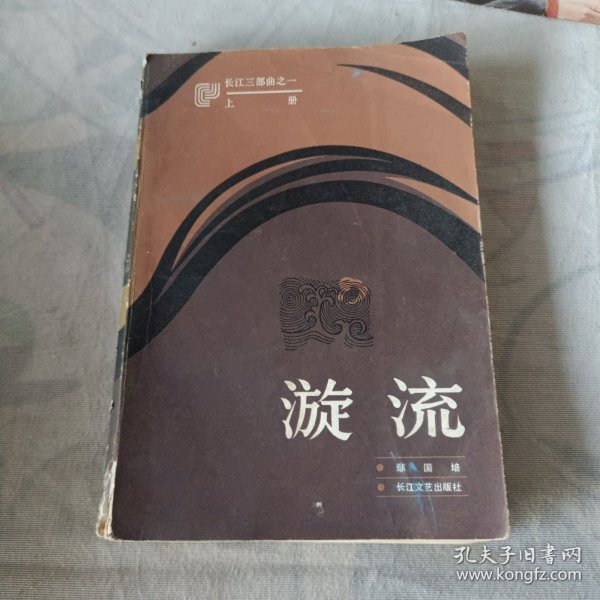 长江三部曲之一
上 册
漩流
鄢国培
长江文艺出版社
孔夫子旧书网
www.kongfz.com